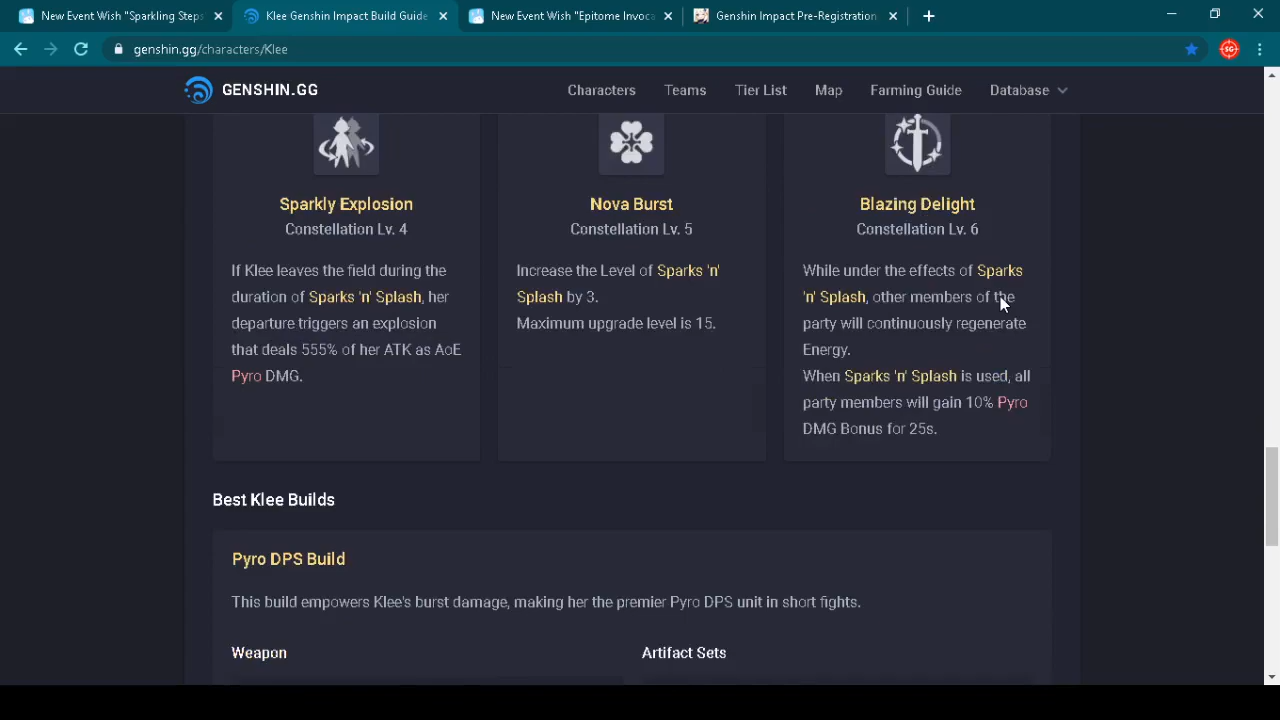 New Event Wish "Sparkling Steps
Klee Genshin Impact Build Guide
New Event Wish "Epitome Invoca
Genshin Impact Pre-Registration
genshin.gg/characters/Klee
SG
GENSHIN.GG
Characters
Teams
Tier List
Map
Farming Guide
Database
Sparkly Explosion
Constellation Lv. 4
If Klee leaves the field during the
duration of Sparks 'n' Splash, her
departure triggers an explosion
that deals 555% of her ATK as AoE
Pyro DMG.
Nova Burst
Constellation Lv. 5
Increase the Level of Sparks 'n'
Splash by 3.
Maximum upgrade level is 15.
Blazing Delight
Constellation Lv. 6
While under the effects of Sparks
'n' Splash, other members of the
party will continuously regenerate
Energy.
When Sparks 'n' Splash is used, all
party members will gain 10% Pyro
DMG Bonus for 25s.
Best Klee Builds
Pyro DPS Build
This build empowers Klee's burst damage, making her the premier Pyro DPS unit in short fights.
Weapon
Artifact Sets